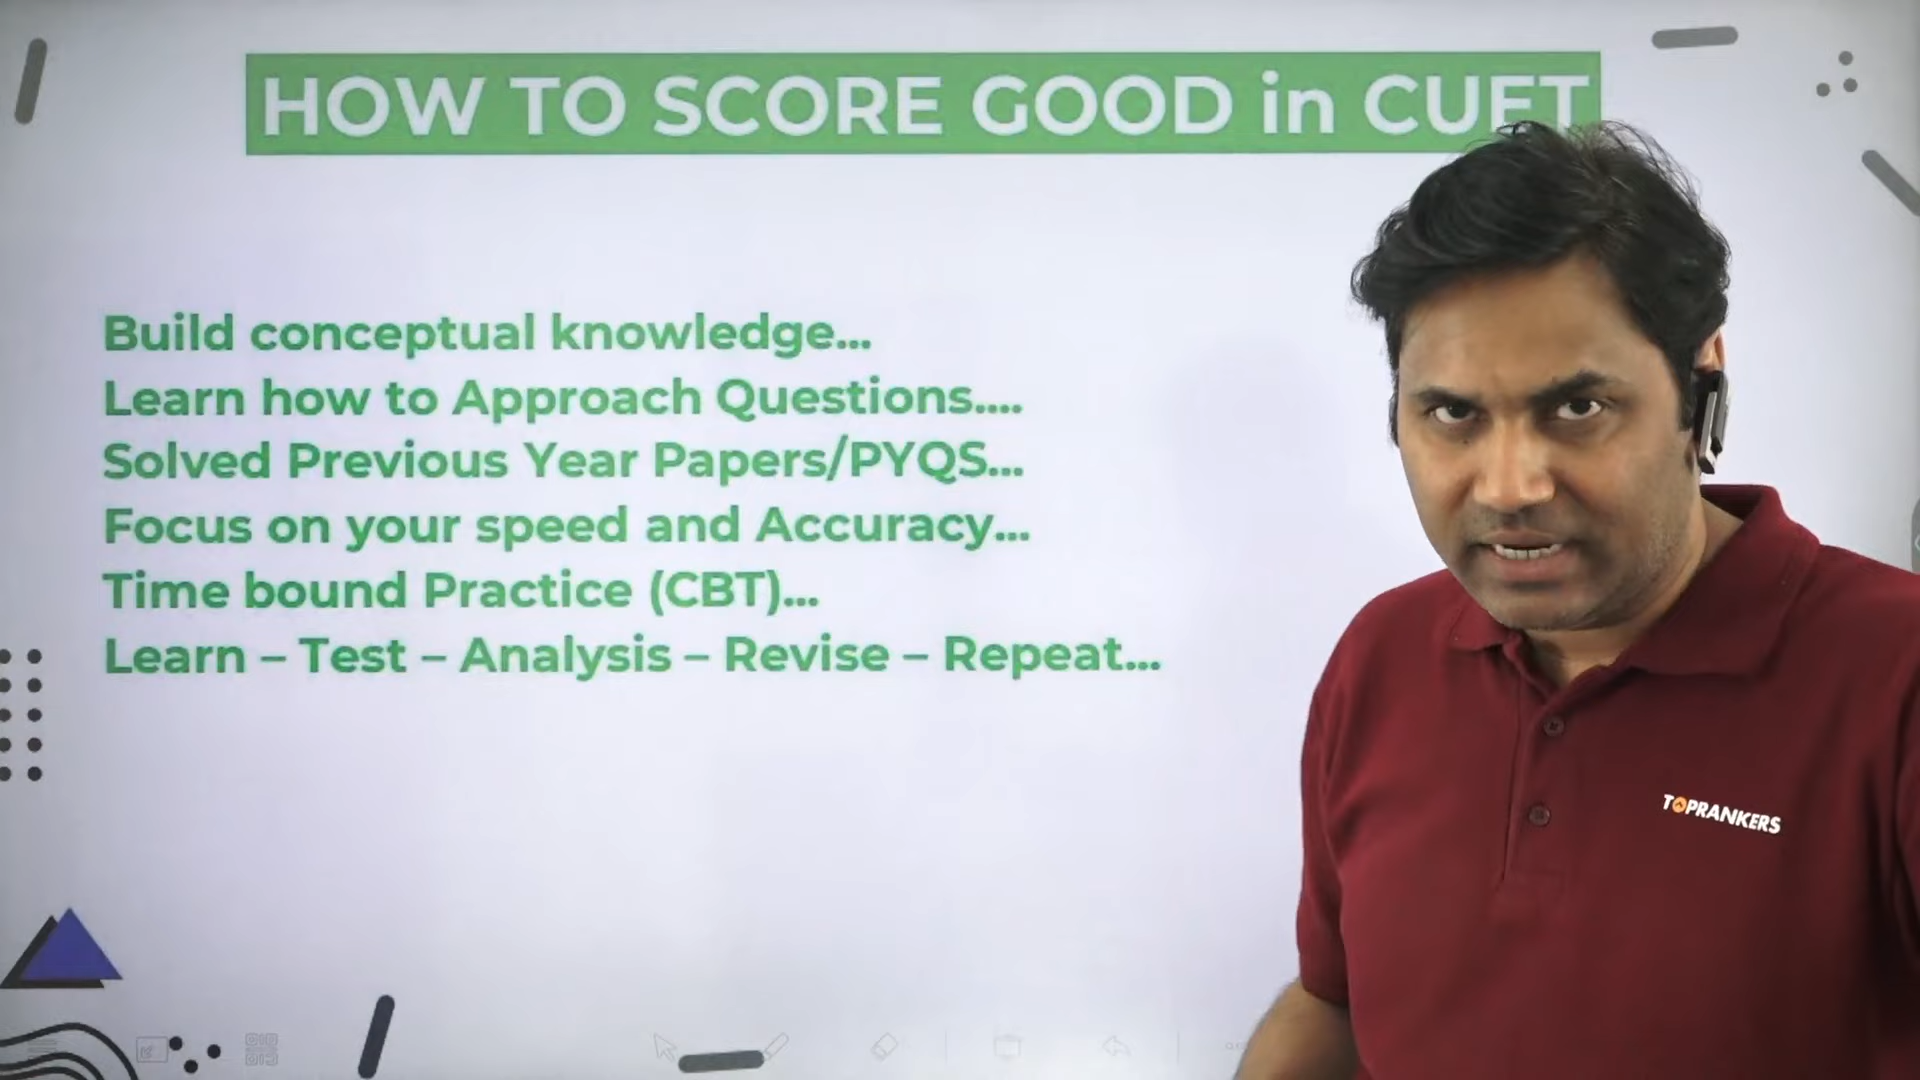 HOW TO SCORE GOOD in CUET
Build conceptual knowledge...
Learn how to Approach Questions....
Solved Previous Year Papers/PYQS...
Focus on your speed and Accuracy...
Time bound Practice (CBT)...
Learn – Test – Analysis – Revise – Repeat...
TOPRANKERS